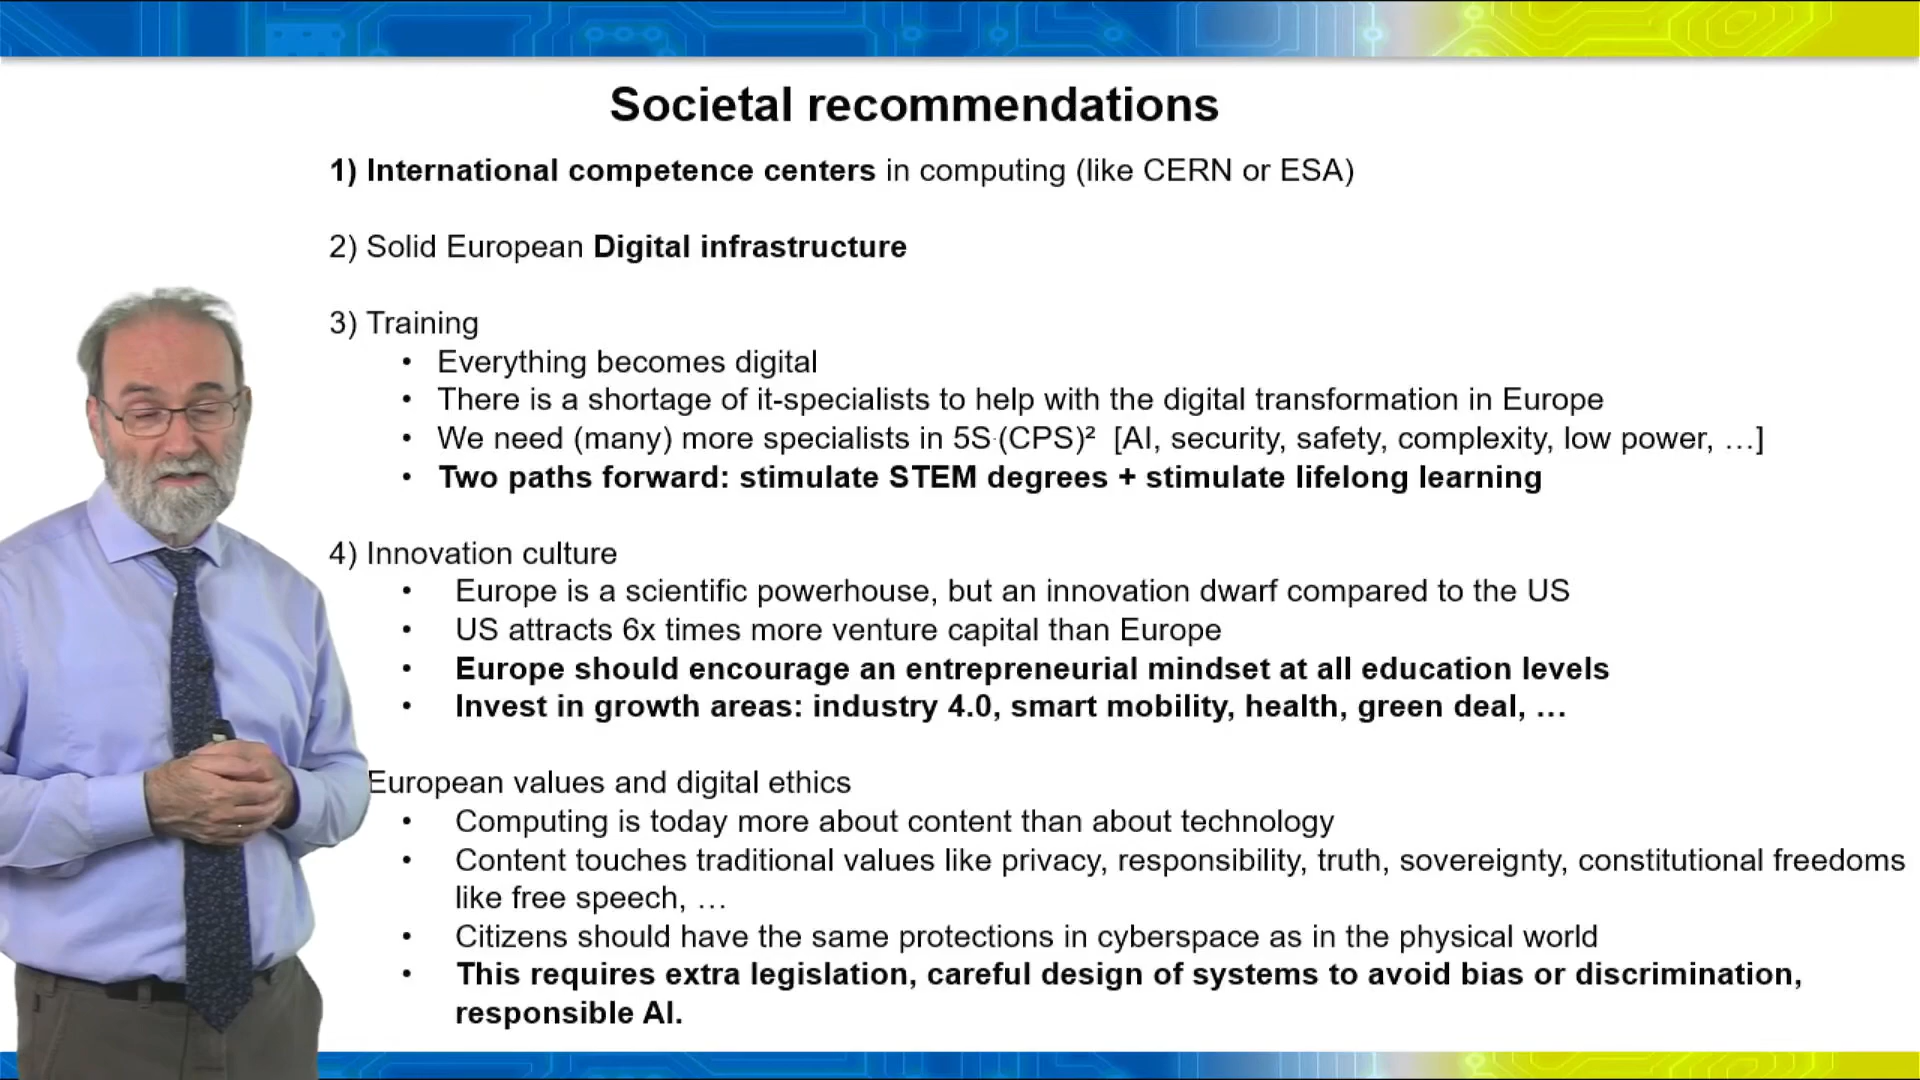 Societal recommendations
1) International competence centers in computing (like CERN or ESA)
2) Solid European Digital infrastructure
3) Training
• Everything becomes digital
• There is a shortage of it-specialists to help with the digital transformation in Europe
• We need (many) more specialists in 5S·(CPS)² [AI, security, safety, complexity, low power, …]
• Two paths forward: stimulate STEM degrees + stimulate lifelong learning
4) Innovation culture
• Europe is a scientific powerhouse, but an innovation dwarf compared to the US
• US attracts 6x times more venture capital than Europe
• Europe should encourage an entrepreneurial mindset at all education levels
• Invest in growth areas: industry 4.0, smart mobility, health, green deal, …
European values and digital ethics
• Computing is today more about content than about technology
• Content touches traditional values like privacy, responsibility, truth, sovereignty, constitutional freedoms
like free speech, …
• Citizens should have the same protections in cyberspace as in the physical world
• This requires extra legislation, careful design of systems to avoid bias or discrimination,
responsible AI.